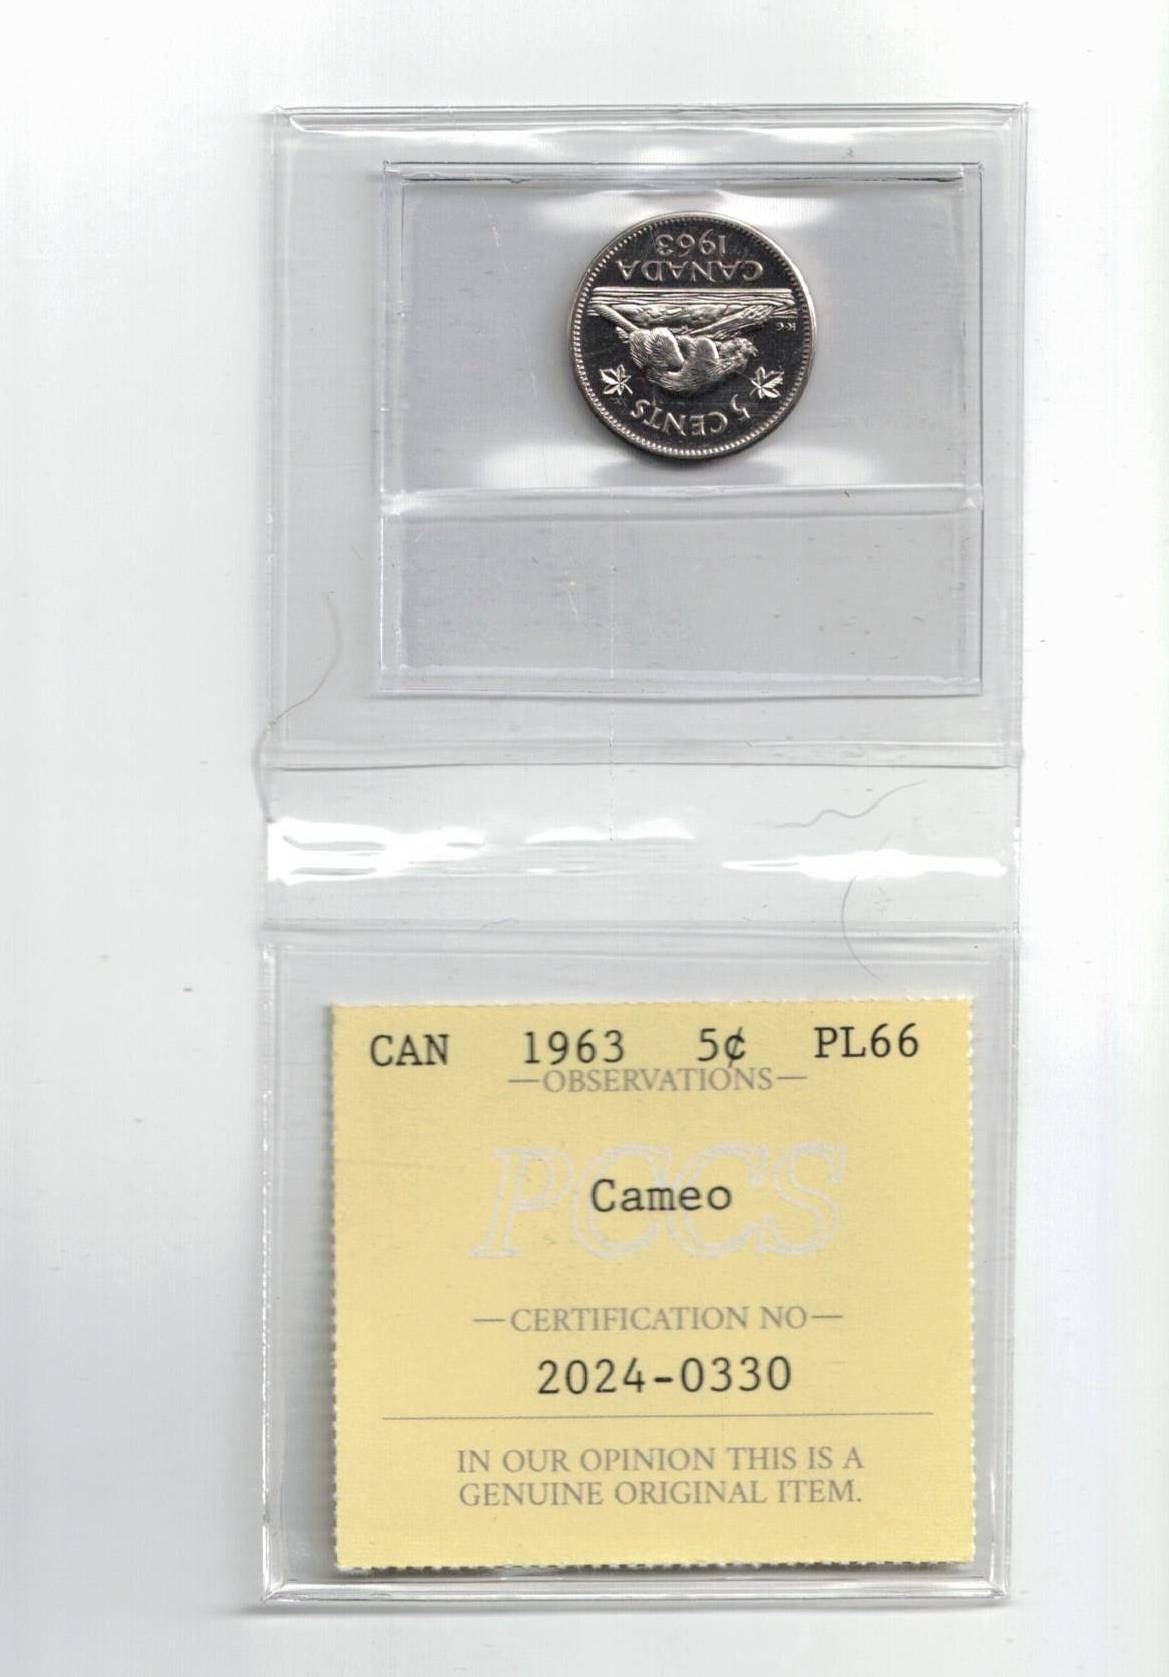 1963
CANADA
K·G
5 CENTS
CAN 1963 5¢ PL66
—OBSERVATIONS—
PCCS
Cameo
—CERTIFICATION NO—
2024-0330
IN OUR OPINION THIS IS A
GENUINE ORIGINAL ITEM.